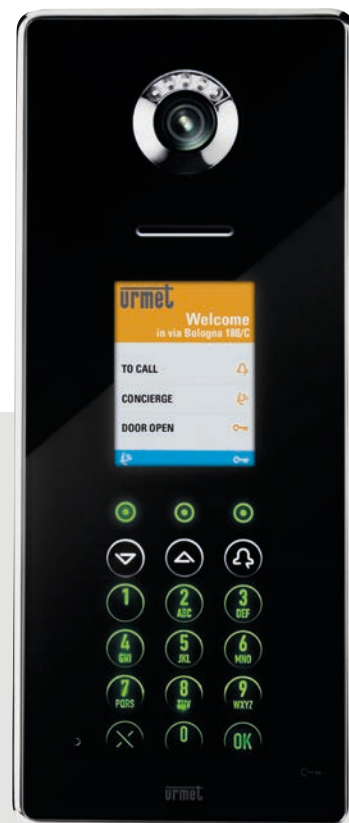 urmet
Welcome
in via Bologna 186/C
TO CALL
CONCIERGE
DOOR OPEN
1 2 3
ABC DEF
4 5 6
GHI JKL MNO
7 8 9
PQRS TUV WXYZ
0 OK
urmet